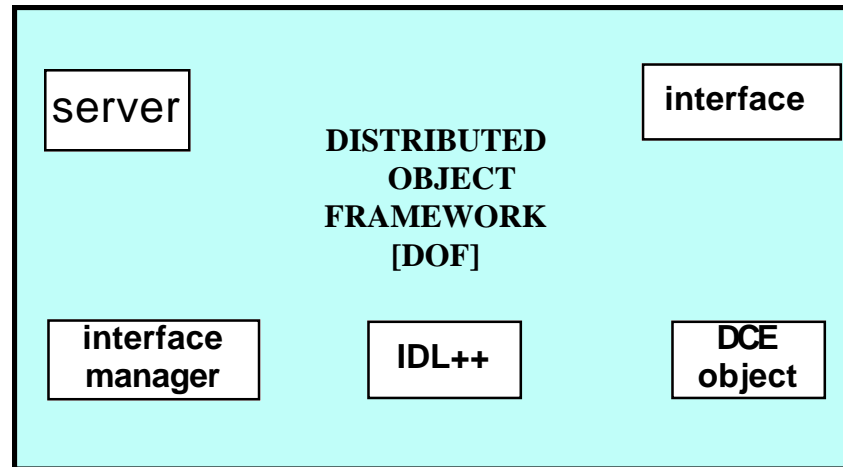 server
interface
DISTRIBUTED
OBJECT
FRAMEWORK
[DOF]
interface
manager
IDL++
DCE
object